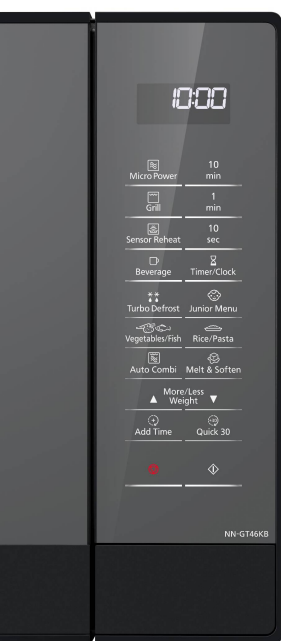 10:00
Micro Power 10 min
Grill 1 min
Sensor Reheat 10 sec
Beverage Timer/Clock
Turbo Defrost Junior Menu
Vegetables/Fish Rice/Pasta
Auto Combi Melt & Soften
More/Less
Weight
Add Time Quick 30
NN-GT46KB